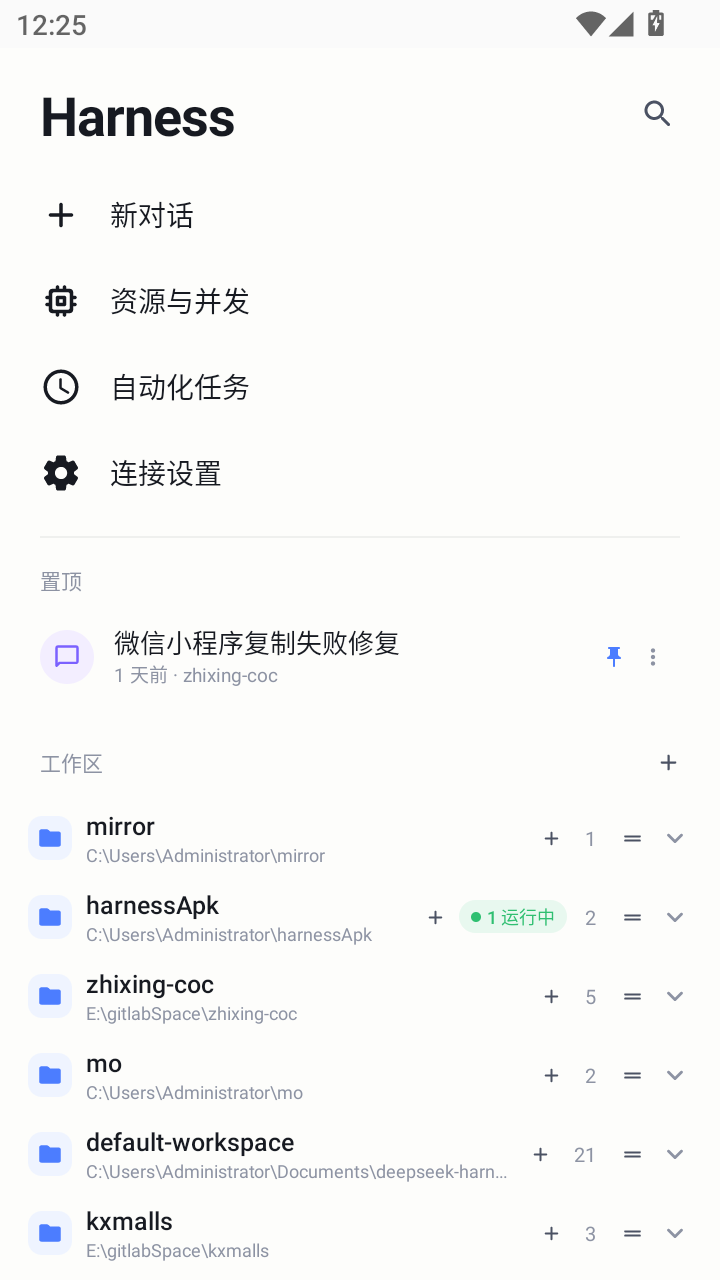 12:25
Harness
新对话
资源与并发
自动化任务
连接设置
置顶
微信小程序复制失败修复
1 天前 · zhixing-coc
工作区
mirror
1
C:\Users\Administrator\mirror
harnessApk
1 运行中
2
C:\Users\Administrator\harnessApk
zhixing-coc
5
E:\gitlabSpace\zhixing-coc
mo
2
C:\Users\Administrator\mo
default-workspace
21
C:\Users\Administrator\Documents\deepseek-harn...
kxmalls
3
E:\gitlabSpace\kxmalls